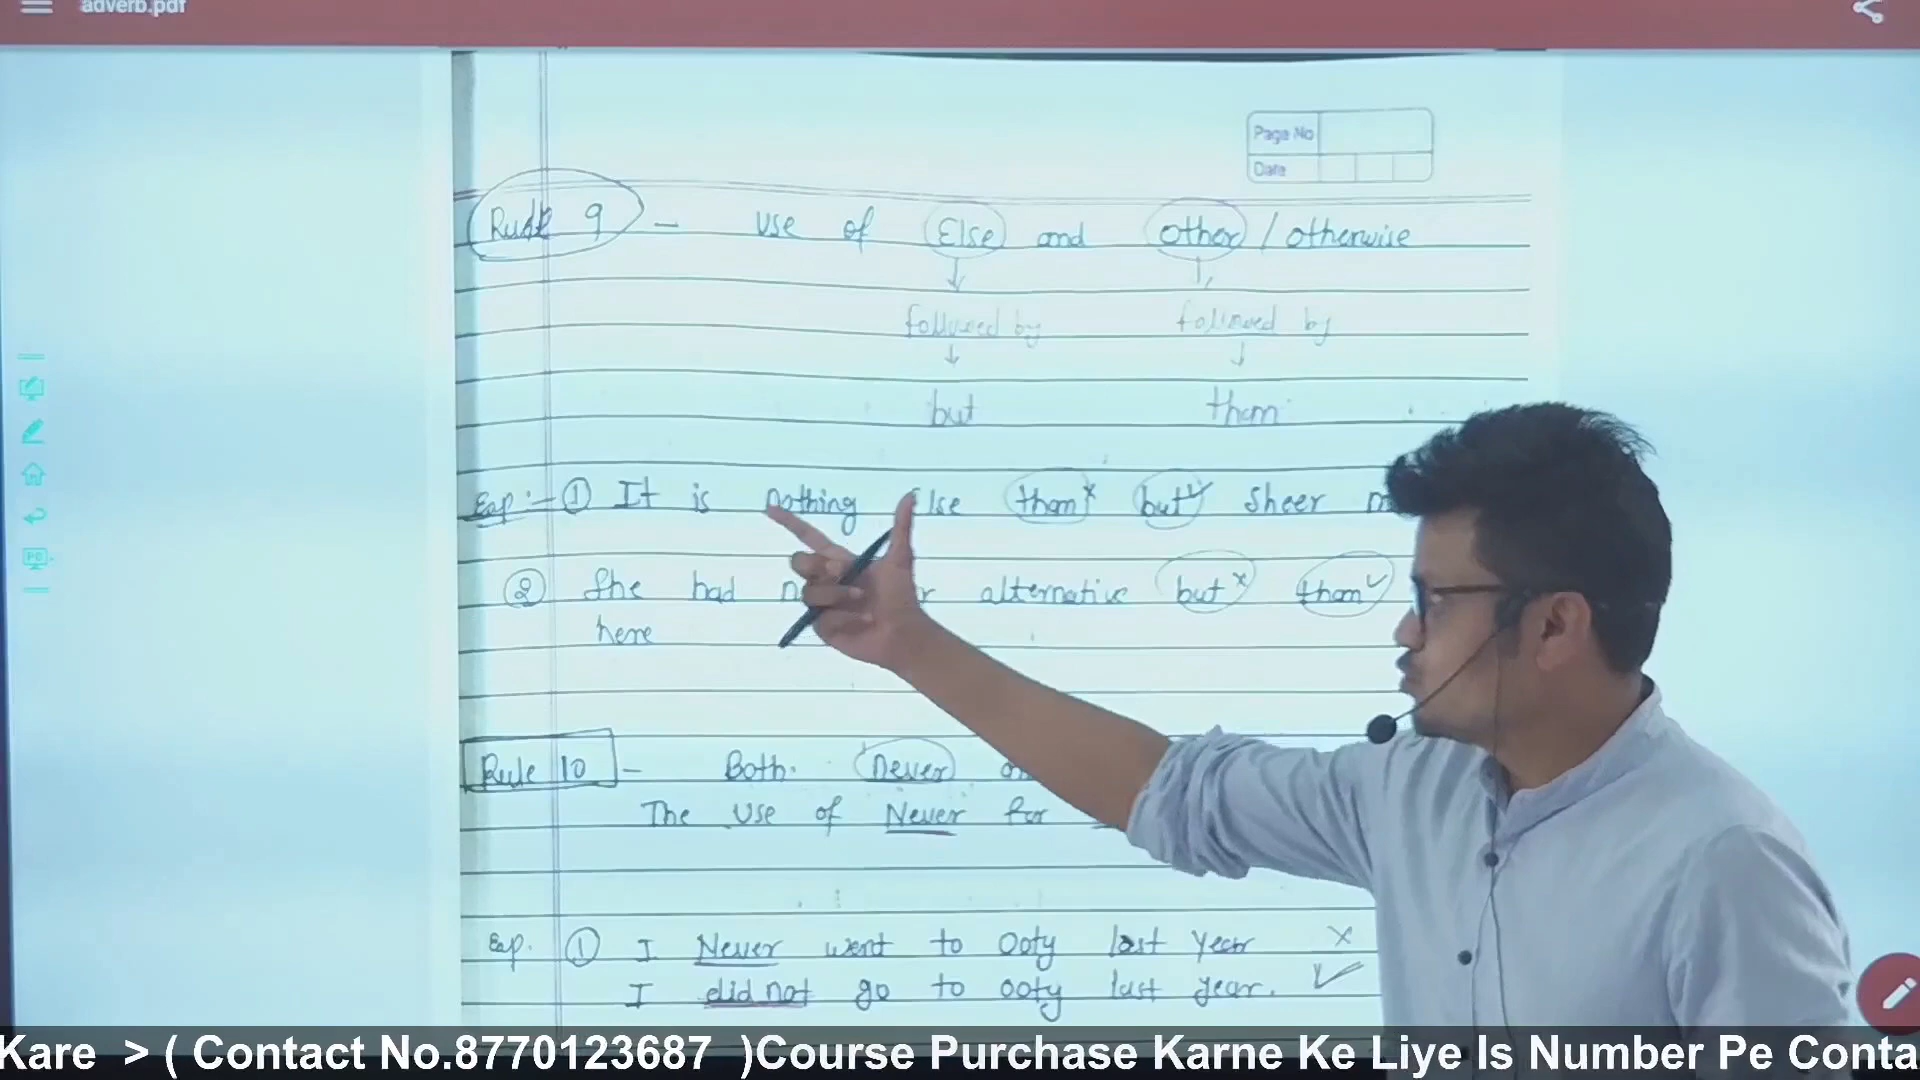 adverb.pdf
Page No
Date
Rule 9 - Use of Else and other / otherwise
followed by followed by
but than
Exp :- ① It is nothing Else than x but ✓ sheer
② She had alternative but x than ✓
here
Rule 10 - Both Never
The Use of Never for
Exp. ① I Never went to Ooty last Year x
I did not go to Ooty last year. ✓
Kare > ( Contact No.8770123687 )Course Purchase Karne Ke Liye Is Number Pe Conta